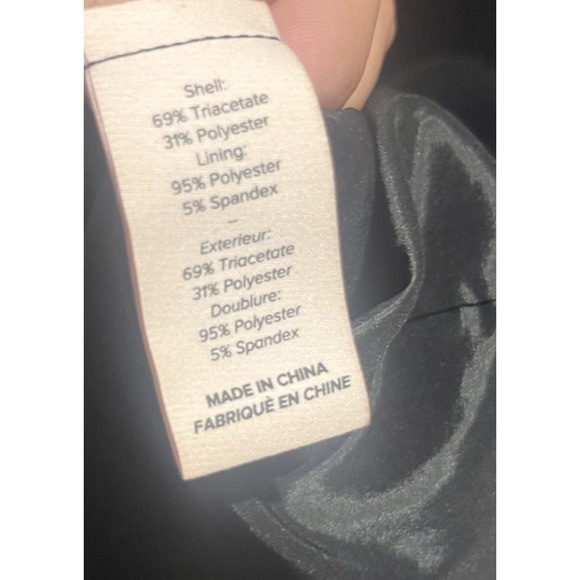 Shell:
69% Triacetate
31% Polyester
Lining:
95% Polyester
5% Spandex
–
Exterieur:
69% Triacetate
31% Polyester
Doublure:
95% Polyester
5% Spandex
MADE IN CHINA
FABRIQUÈ EN CHINE